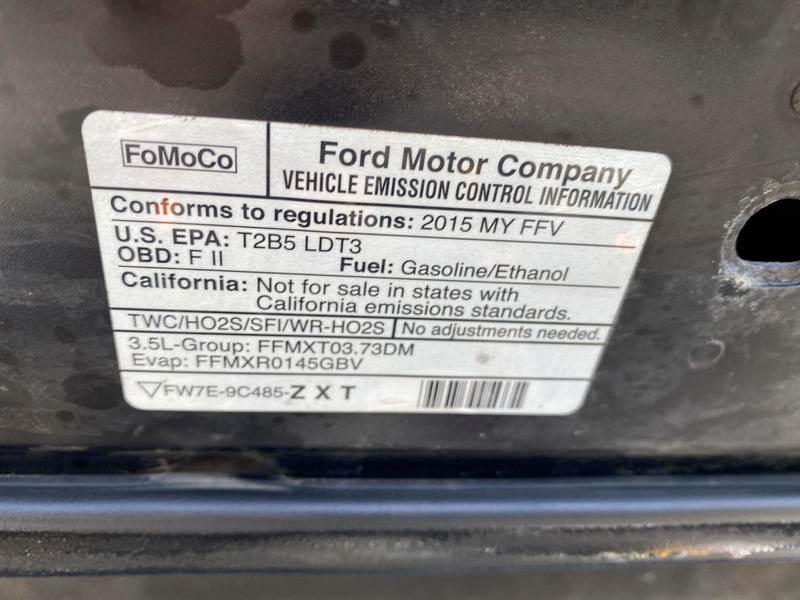 FoMoCo
Ford Motor Company
VEHICLE EMISSION CONTROL INFORMATION
Conforms to regulations: 2015 MY FFV
U.S. EPA: T2B5 LDT3
OBD: F II Fuel: Gasoline/Ethanol
California: Not for sale in states with
California emissions standards.
TWC/HO2S/SFI/WR-HO2S No adjustments needed.
3.5L-Group: FFMXT03.73DM
Evap: FFMXR0145GBV
FW7E-9C485-Z X T